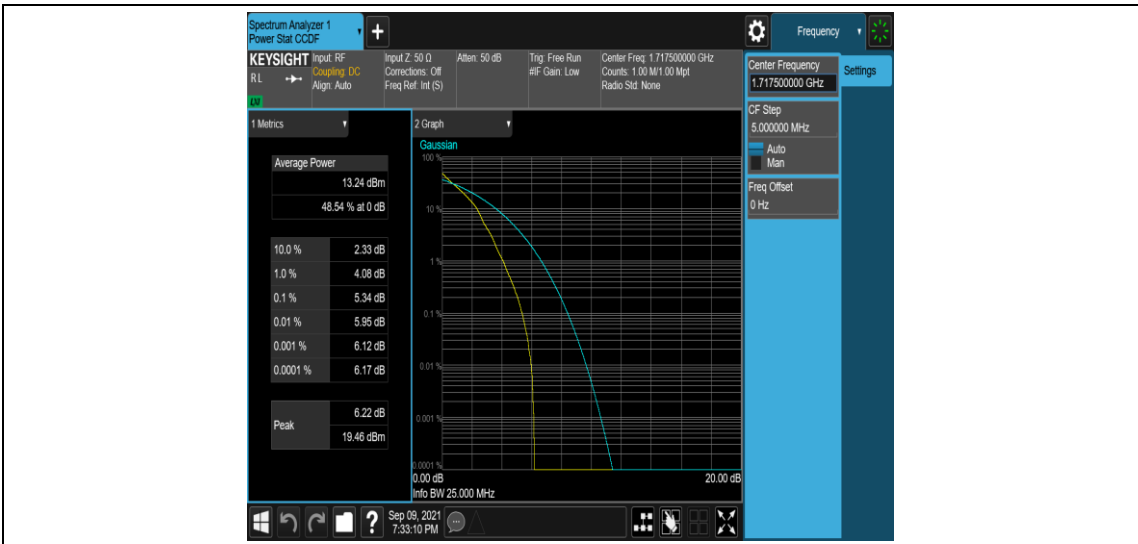 Spectrum Analyzer 1
Power Stat CCDF
+
Frequency
KEYSIGHT
Input: RF
Coupling: DC
Align: Auto
RL
LXI
Input Z: 50 Ω
Corrections: Off
Freq Ref: Int (S)
Atten: 50 dB
Trig: Free Run
#IF Gain: Low
Center Freq: 1.717500000 GHz
Counts: 1.00 M/1.00 Mpt
Radio Std: None
Center Frequency
1.717500000 GHz
Settings
CF Step
5.000000 MHz
Auto
Man
Freq Offset
0 Hz
1 Metrics
Average Power
13.24 dBm
48.54 % at 0 dB
10.0 % 2.33 dB
1.0 % 4.08 dB
0.1 % 5.34 dB
0.01 % 5.95 dB
0.001 % 6.12 dB
0.0001 % 6.17 dB
Peak
6.22 dB
19.46 dBm
2 Graph
Gaussian
100 %
10 %
1 %
0.1 %
0.01 %
0.001 %
0.0001 %
0.00 dB 20.00 dB
Info BW 25.000 MHz
?
Sep 09, 2021
7:33:10 PM